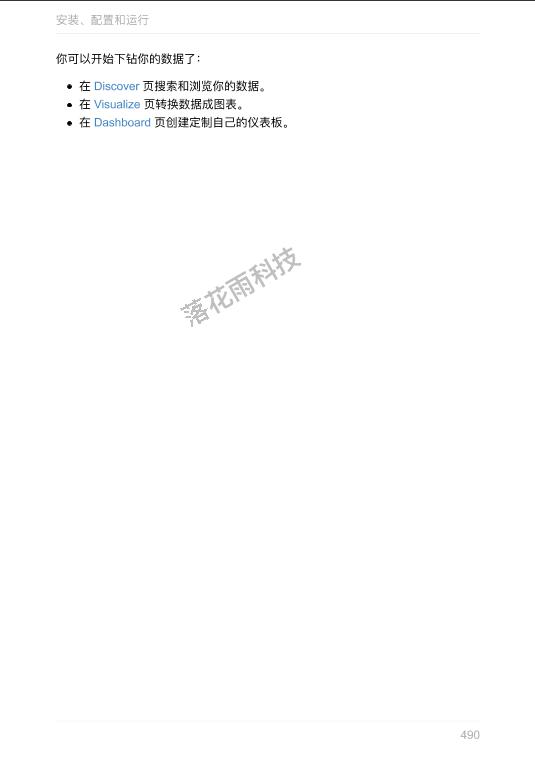 安装、配置和运行
你可以开始下钻你的数据了：
• 在 Discover 页搜索和浏览你的数据。
• 在 Visualize 页转换数据成图表。
• 在 Dashboard 页创建定制自己的仪表板。
落花雨科技
490